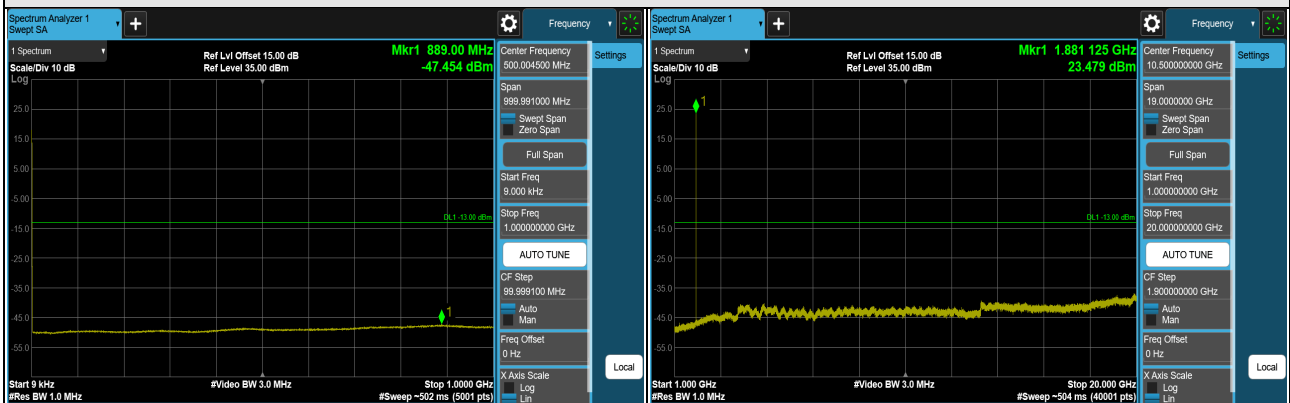 Spectrum Analyzer 1
Swept SA
+
Frequency
1 Spectrum
Scale/Div 10 dB
Log
Ref Lvl Offset 15.00 dB
Ref Level 35.00 dBm
Mkr1 889.00 MHz
-47.454 dBm
25.0
15.0
5.00
-5.00
-15.0
-25.0
-35.0
-45.0
-55.0
DL1 -13.00 dBm
1
Start 9 kHz
#Res BW 1.0 MHz
#Video BW 3.0 MHz
Stop 1.0000 GHz
#Sweep ~502 ms (5001 pts)
Center Frequency
500.004500 MHz
Settings
Span
999.991000 MHz
Swept Span
Zero Span
Full Span
Start Freq
9.000 kHz
Stop Freq
1.000000000 GHz
AUTO TUNE
CF Step
99.999100 MHz
Auto
Man
Freq Offset
0 Hz
X Axis Scale
Log
Lin
Local
Spectrum Analyzer 1
Swept SA
+
Frequency
1 Spectrum
Scale/Div 10 dB
Log
Ref Lvl Offset 15.00 dB
Ref Level 35.00 dBm
Mkr1 1.881 125 GHz
23.479 dBm
25.0
15.0
5.00
-5.00
-15.0
-25.0
-35.0
-45.0
-55.0
1
DL1 -13.00 dBm
Start 1.000 GHz
#Res BW 1.0 MHz
#Video BW 3.0 MHz
Stop 20.000 GHz
#Sweep ~504 ms (40001 pts)
Center Frequency
10.500000000 GHz
Settings
Span
19.0000000 GHz
Swept Span
Zero Span
Full Span
Start Freq
1.000000000 GHz
Stop Freq
20.000000000 GHz
AUTO TUNE
CF Step
1.900000000 GHz
Auto
Man
Freq Offset
0 Hz
X Axis Scale
Log
Lin
Local